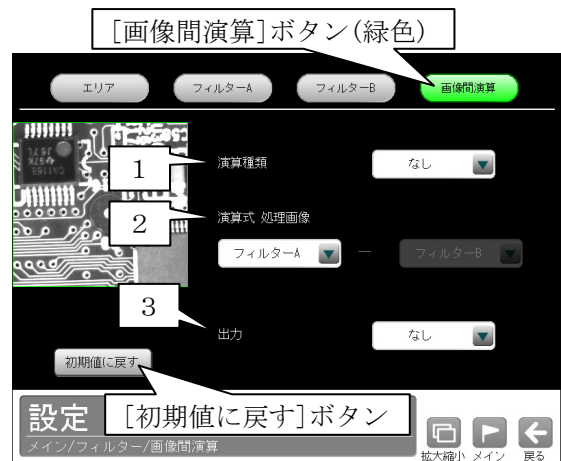 [画像間演算]ボタン(緑色)
エリア
フィルターA
フィルターB
画像間演算
1
演算種類
なし
2
演算式 処理画像
フィルターA
－
フィルターB
3
出力
なし
初期値に戻す
[初期値に戻す]ボタン
設定
メイン/フィルター/画像間演算
拡大縮小
メイン
戻る